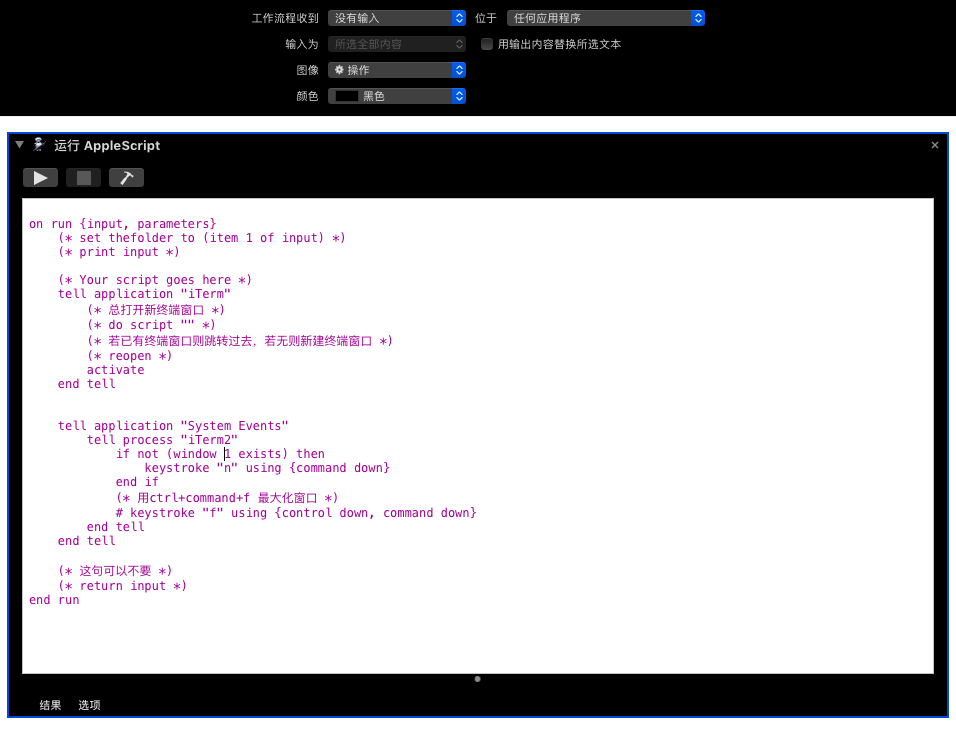 工作流程收到 没有输入 位于 任何应用程序
输入为 所选全部内容 用输出内容替换所选文本
图像 操作
颜色 黑色
运行 AppleScript
on run {input, parameters}
(* set thefolder to (item 1 of input) *)
(* print input *)
(* Your script goes here *)
tell application "iTerm"
(* 总打开新终端窗口 *)
(* do script "" *)
(* 若已有终端窗口则跳转过去，若无则新建终端窗口 *)
(* reopen *)
activate
end tell
tell application "System Events"
tell process "iTerm2"
if not (window 1 exists) then
keystroke "n" using {command down}
end if
(* 用ctrl+command+f 最大化窗口 *)
# keystroke "f" using {control down, command down}
end tell
end tell
(* 这句可以不要 *)
(* return input *)
end run
结果 选项